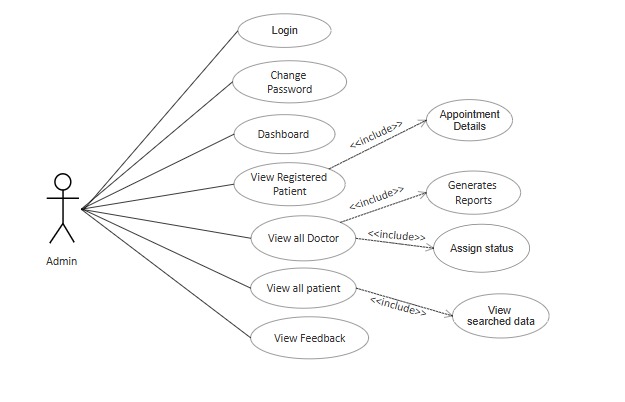 Login
Change
Password
Dashboard
View Registered
Patient
View all Doctor
View all patient
View Feedback
Admin
<<include>>
<<include>>
<<include>>
<<include>>
Appointment
Details
Generates
Reports
Assign status
View
searched data